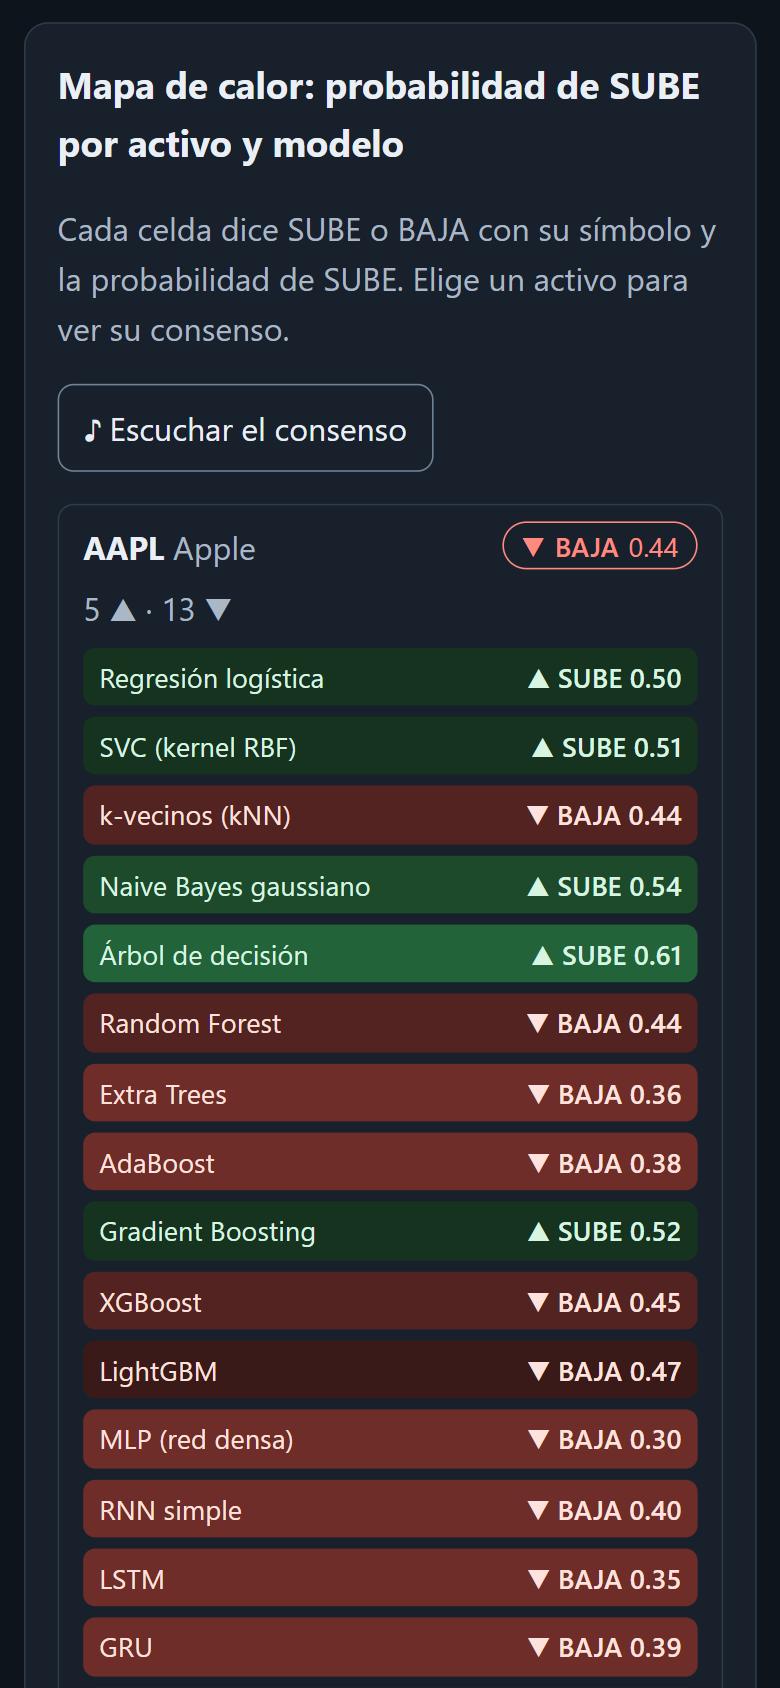 Mapa de calor: probabilidad de SUBE
por activo y modelo
Cada celda dice SUBE o BAJA con su símbolo y
la probabilidad de SUBE. Elige un activo para
ver su consenso.
♪ Escuchar el consenso
AAPL Apple ▼ BAJA 0.44
5 ▲ · 13 ▼
Regresión logística ▲ SUBE 0.50
SVC (kernel RBF) ▲ SUBE 0.51
k-vecinos (kNN) ▼ BAJA 0.44
Naive Bayes gaussiano ▲ SUBE 0.54
Árbol de decisión ▲ SUBE 0.61
Random Forest ▼ BAJA 0.44
Extra Trees ▼ BAJA 0.36
AdaBoost ▼ BAJA 0.38
Gradient Boosting ▲ SUBE 0.52
XGBoost ▼ BAJA 0.45
LightGBM ▼ BAJA 0.47
MLP (red densa) ▼ BAJA 0.30
RNN simple ▼ BAJA 0.40
LSTM ▼ BAJA 0.35
GRU ▼ BAJA 0.39